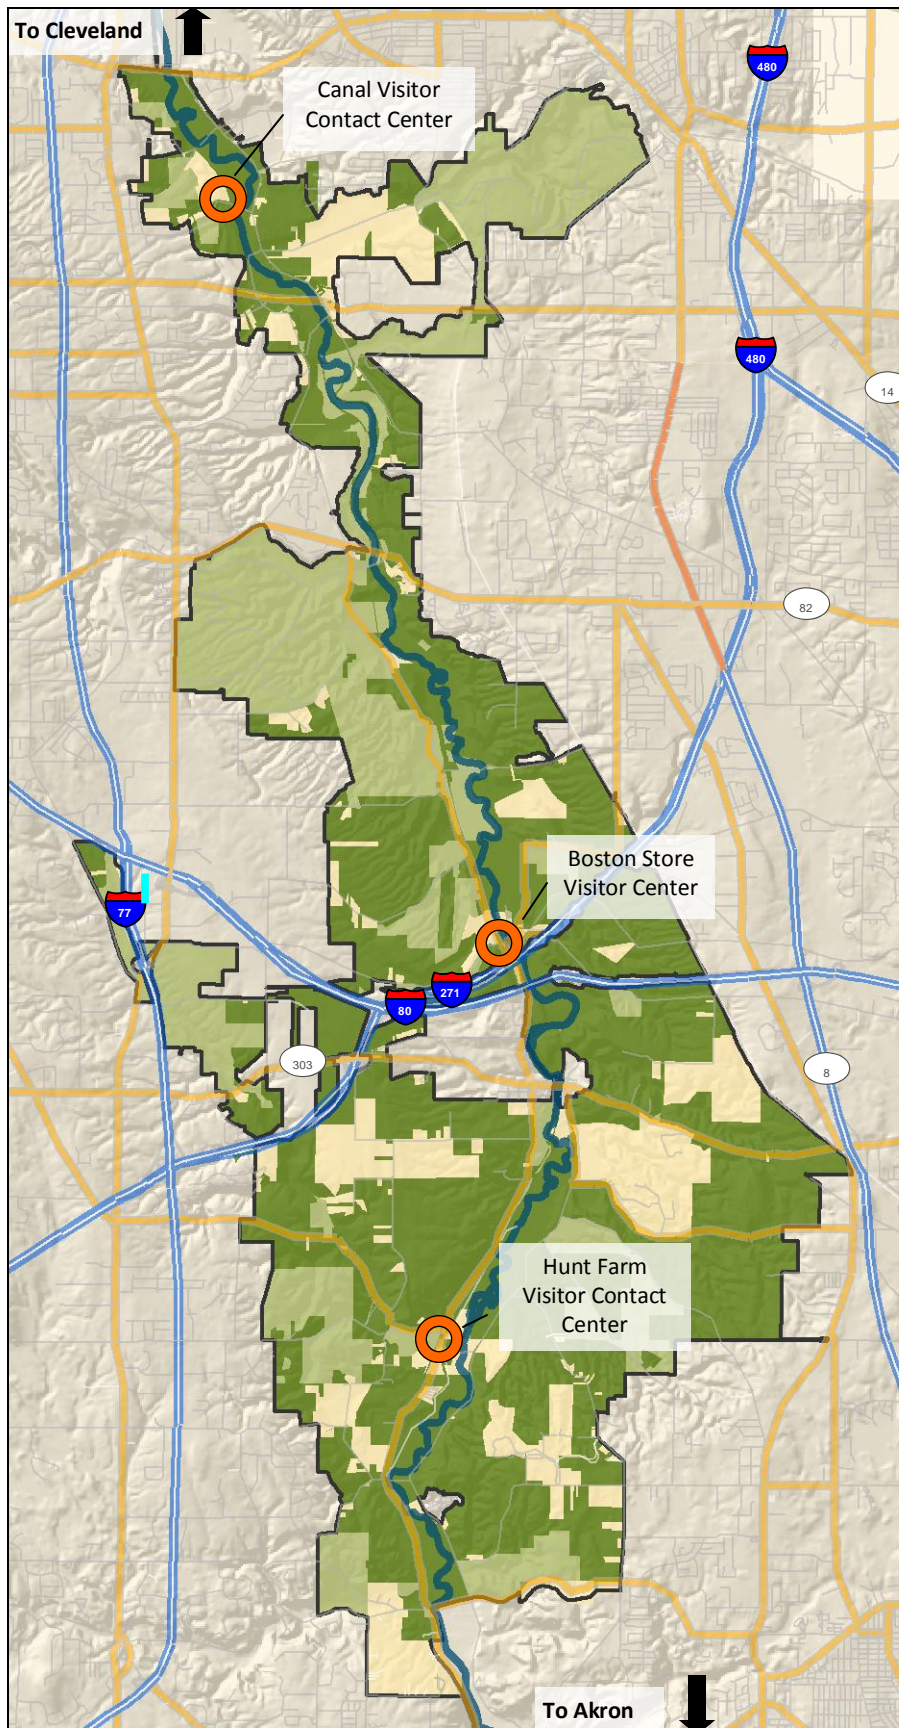 To Cleveland
480
Canal Visitor
Contact Center
480
14
82
Boston Store
Visitor Center
77
271
80
303
8
Hunt Farm
Visitor Contact
Center
To Akron